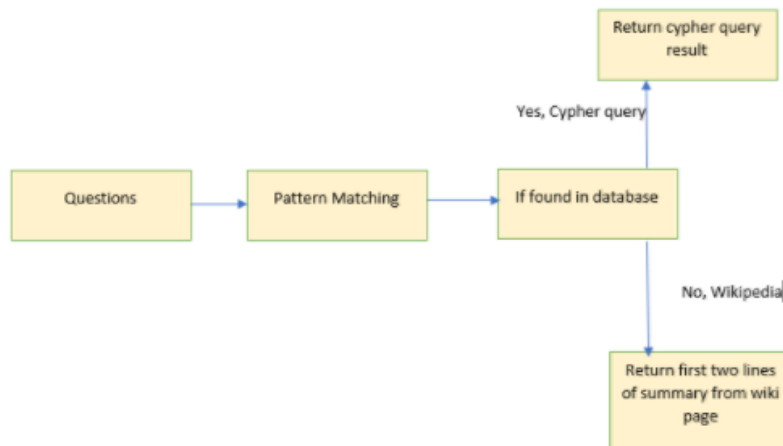 Return cypher query
result
Yes, Cypher query
Questions
Pattern Matching
If found in database
No, Wikipedia
Return first two lines
of summary from wiki
page